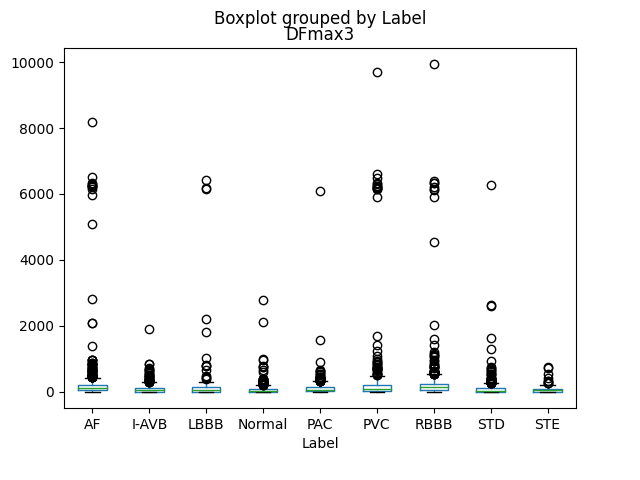 Boxplot grouped by Label
DFmax3
10000
8000
6000
4000
2000
0
AF I-AVB LBBB Normal PAC PVC RBBB STD STE
Label